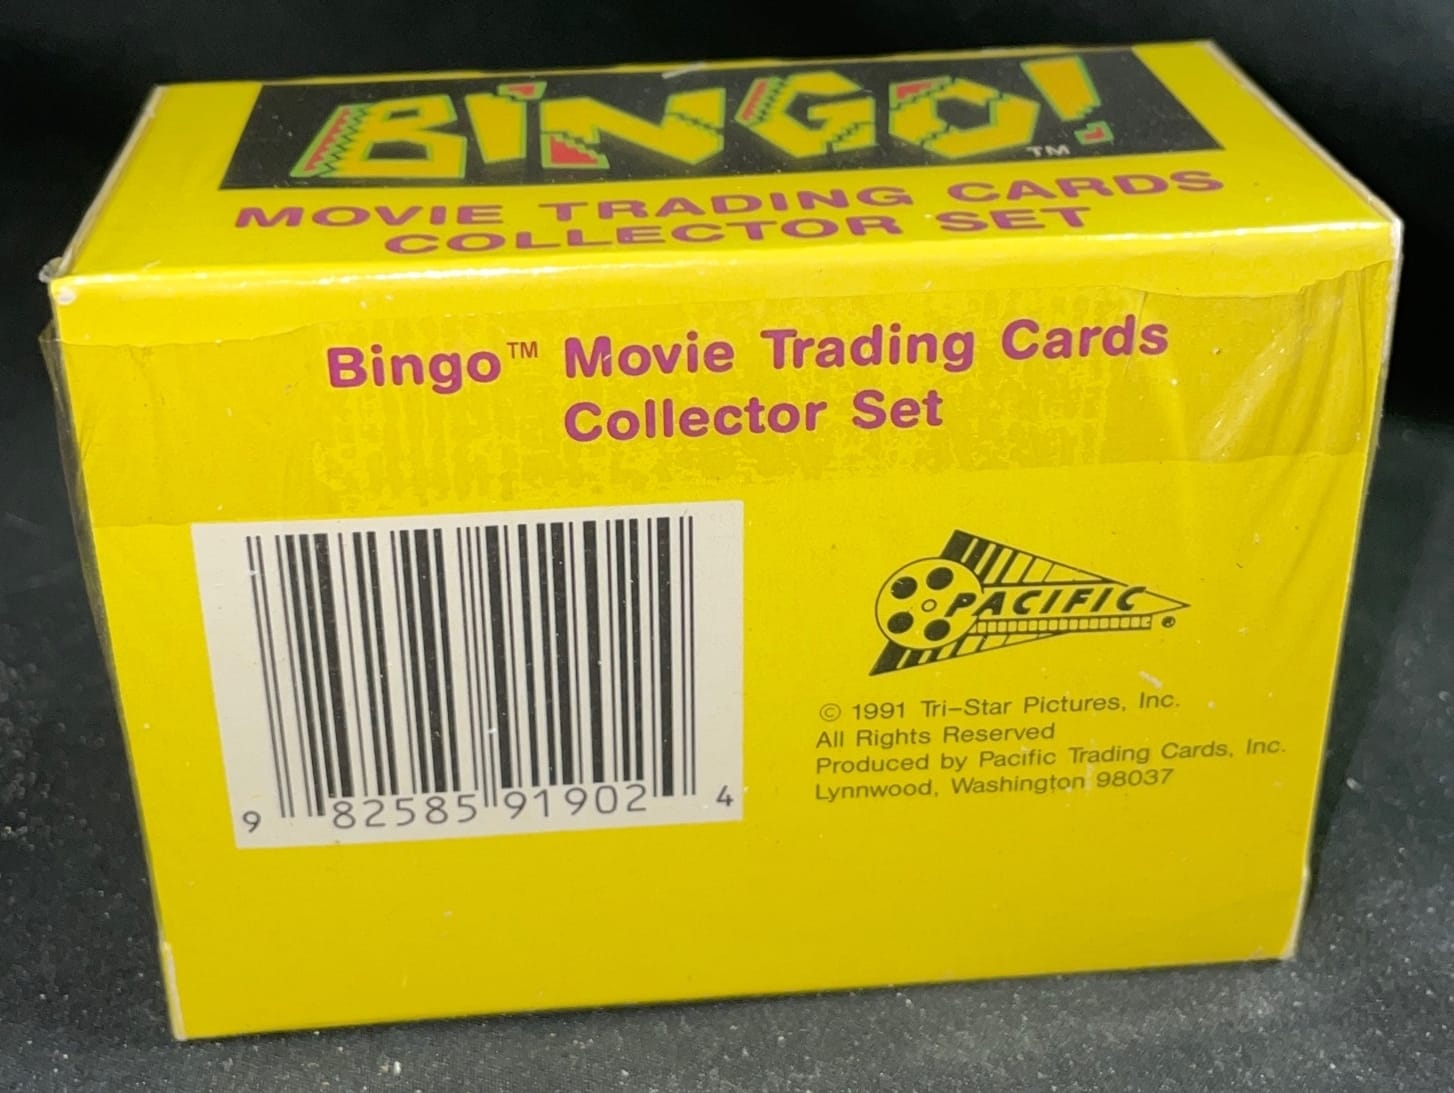 BINGO!™
MOVIE TRADING CARDS
COLLECTOR SET
Bingo™ Movie Trading Cards
Collector Set
9 82585 91902 4
PACIFIC®
© 1991 Tri-Star Pictures, Inc.
All Rights Reserved
Produced by Pacific Trading Cards, Inc.
Lynnwood, Washington 98037